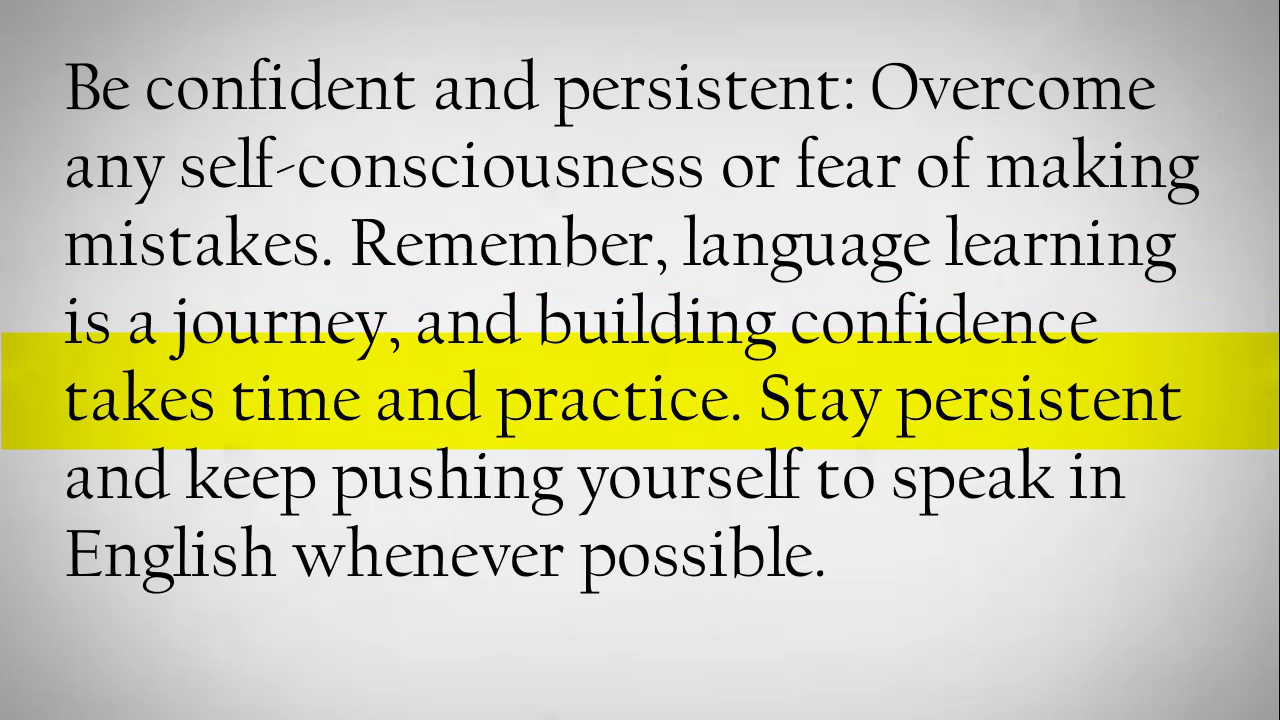 Be confident and persistent: Overcome
any self-consciousness or fear of making
mistakes. Remember, language learning
is a journey, and building confidence
takes time and practice. Stay persistent
and keep pushing yourself to speak in
English whenever possible.